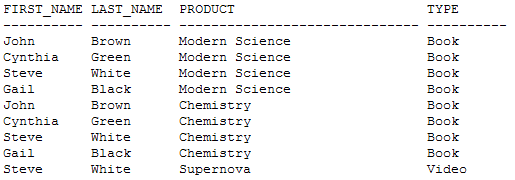 FIRST_NAME LAST_NAME  PRODUCT                        TYPE
---------- ---------- ------------------------------ ----------
John       Brown      Modern Science                 Book
Cynthia    Green      Modern Science                 Book
Steve      White      Modern Science                 Book
Gail       Black      Modern Science                 Book
John       Brown      Chemistry                      Book
Cynthia    Green      Chemistry                      Book
Steve      White      Chemistry                      Book
Gail       Black      Chemistry                      Book
Steve      White      Supernova                      Video